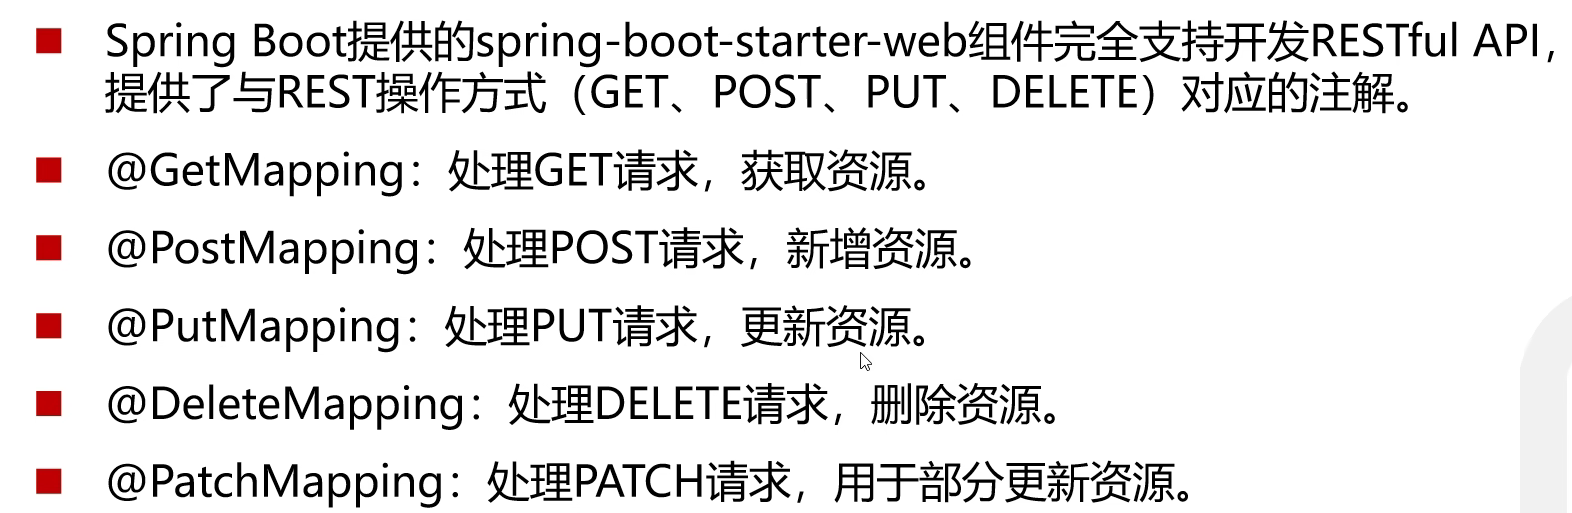 Spring Boot提供的spring-boot-starter-web组件完全支持开发RESTful API，
提供了与REST操作方式（GET、POST、PUT、DELETE）对应的注解。
@GetMapping：处理GET请求，获取资源。
@PostMapping：处理POST请求，新增资源。
@PutMapping：处理PUT请求，更新资源。
@DeleteMapping：处理DELETE请求，删除资源。
@PatchMapping：处理PATCH请求，用于部分更新资源。